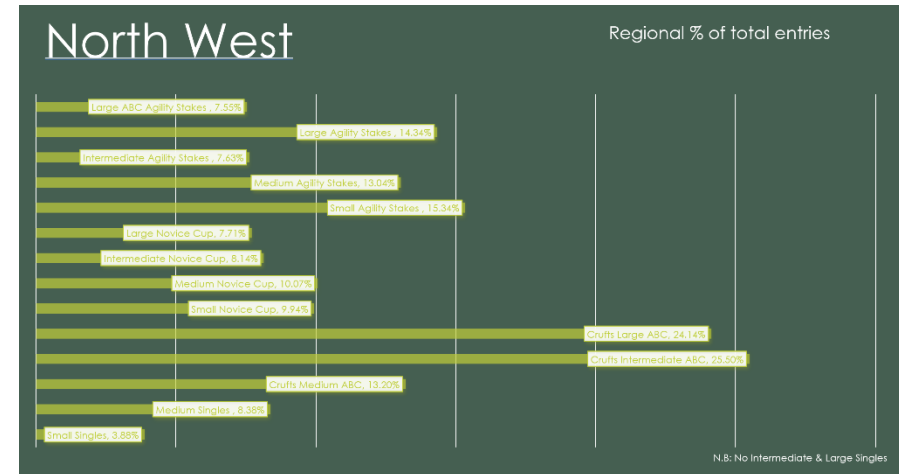 North West
Regional % of total entries
Large ABC Agility Stakes , 7.55%
Large Agility Stakes , 14.34%
Intermediate Agility Stakes , 7.63%
Medium Agility Stakes, 13.04%
Small Agility Stakes , 15.34%
Large Novice Cup, 7.71%
Intermediate Novice Cup, 8.14%
Medium Novice Cup, 10.07%
Small Novice Cup, 9.94%
Crufts Large ABC, 24.14%
Crufts Intermediate ABC, 25.50%
Crufts Medium ABC, 13.20%
Medium Singles , 8.38%
Small Singles, 3.88%
N.B: No Intermediate & Large Singles